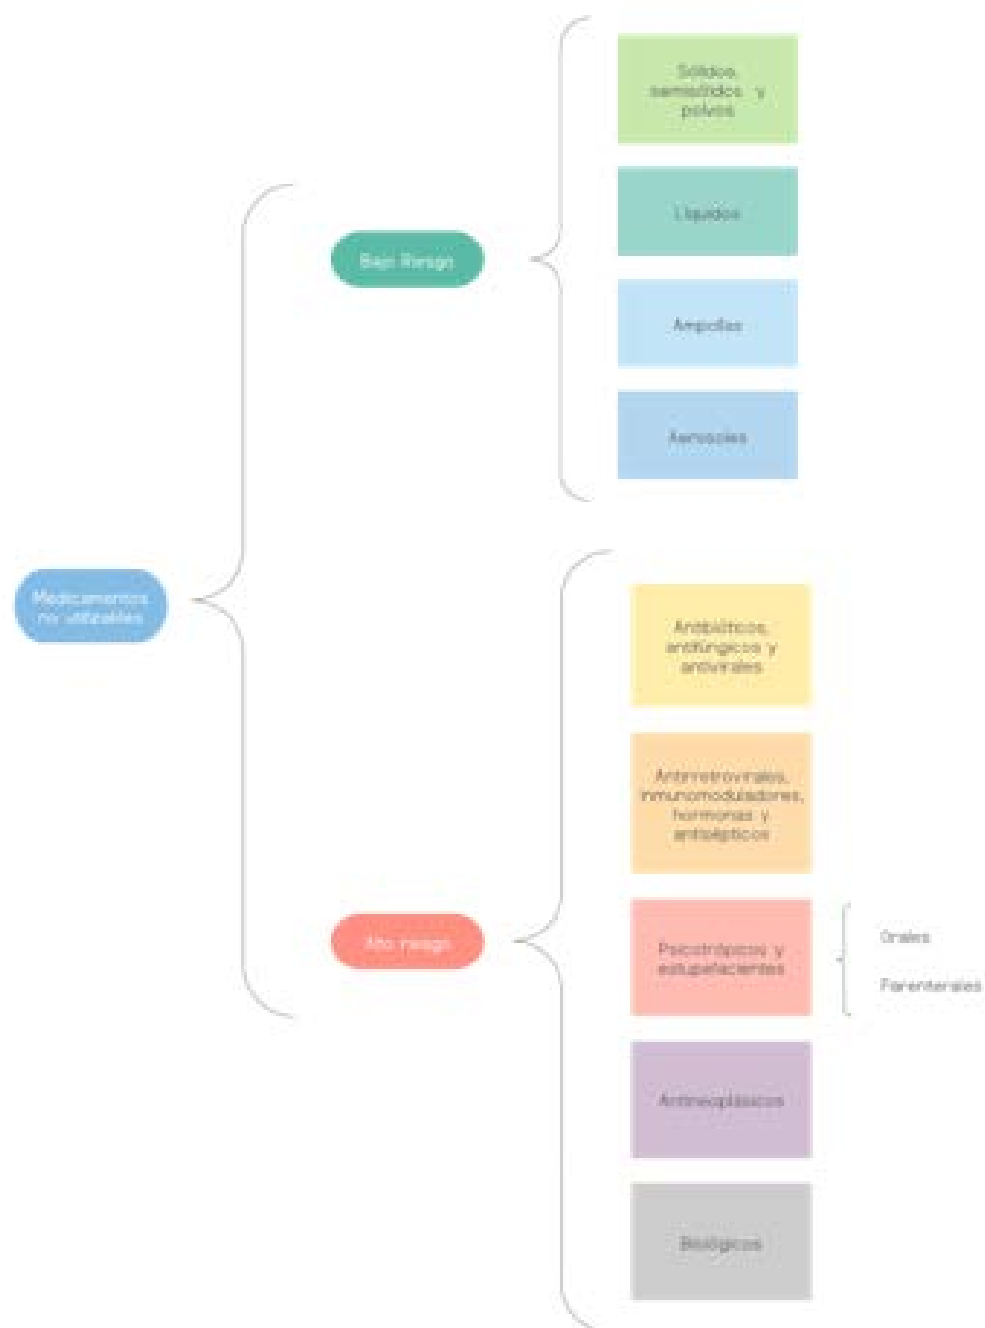 Sólidos,
semisólidos y
polvos
Líquidos
Bajo Riesgo
Ampollas
Aerosoles
Medicamentos
no utilizables
Antibióticos,
antifúngicos y
antivirales
Antirretrovirales,
inmunomoduladores,
hormonas y
antisépticos
Alto riesgo
Psicotrópicos y
estupefacientes
Orales
Parenterales
Antineoplásicos
Biológicos